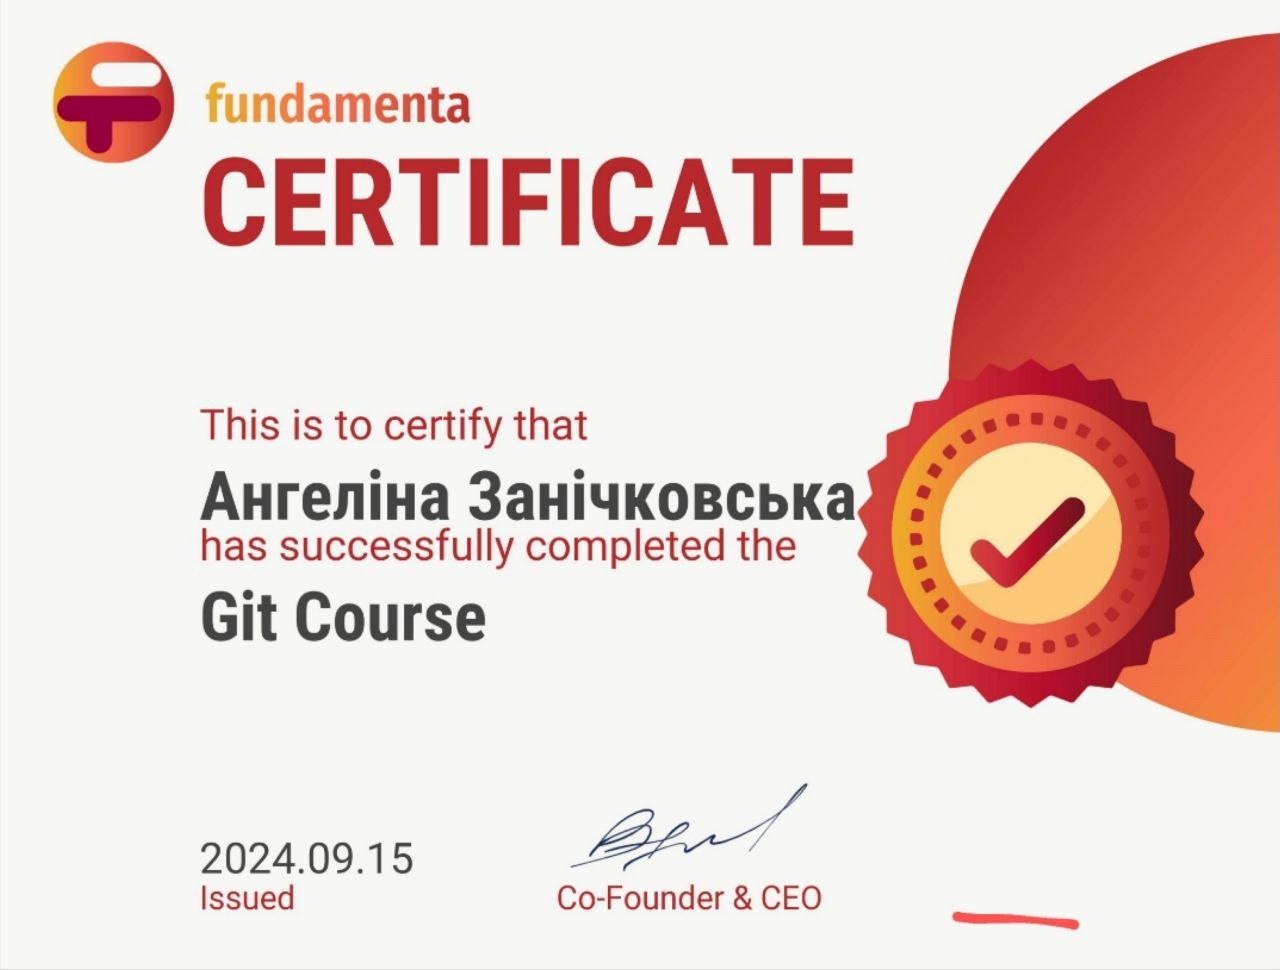 fundamenta
CERTIFICATE
This is to certify that
Ангеліна Занічковська
has successfully completed the
Git Course
2024.09.15
Issued
Co-Founder & CEO